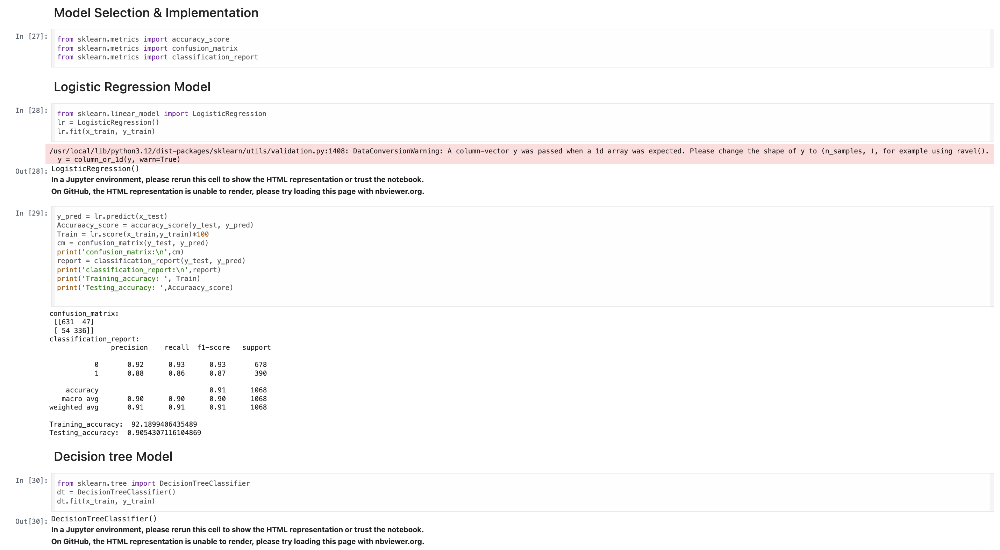 Model Selection & Implementation
In [27]:
from sklearn.metrics import accuracy_score
from sklearn.metrics import confusion_matrix
from sklearn.metrics import classification_report
Logistic Regression Model
In [28]:
from sklearn.linear_model import LogisticRegression
lr = LogisticRegression()
lr.fit(x_train, y_train)
/usr/local/lib/python3.12/dist-packages/sklearn/utils/validation.py:1408: DataConversionWarning: A column-vector y was passed when a 1d array was expected. Please change the shape of y to (n_samples, ), for example using ravel().
  y = column_or_1d(y, warn=True)
Out[28]: LogisticRegression()
In a Jupyter environment, please rerun this cell to show the HTML representation or trust the notebook.
On GitHub, the HTML representation is unable to render, please try loading this page with nbviewer.org.
In [29]:
y_pred = lr.predict(x_test)
Accuraacy_score = accuracy_score(y_test, y_pred)
Train = lr.score(x_train,y_train)*100
cm = confusion_matrix(y_test, y_pred)
print('confusion_matrix:\n',cm)
report = classification_report(y_test, y_pred)
print('classification_report:\n',report)
print('Training_accuracy: ', Train)
print('Testing_accuracy: ',Accuraacy_score)
confusion_matrix:
 [[631  47]
 [ 54 336]]
classification_report:
               precision    recall  f1-score   support
           0       0.92      0.93      0.93       678
           1       0.88      0.86      0.87       390
    accuracy                           0.91      1068
   macro avg       0.90      0.90      0.90      1068
weighted avg       0.91      0.91      0.91      1068
Training_accuracy:  92.1899406435489
Testing_accuracy:  0.9054307116104869
Decision tree Model
In [30]:
from sklearn.tree import DecisionTreeClassifier
dt = DecisionTreeClassifier()
dt.fit(x_train, y_train)
Out[30]: DecisionTreeClassifier()
In a Jupyter environment, please rerun this cell to show the HTML representation or trust the notebook.
On GitHub, the HTML representation is unable to render, please try loading this page with nbviewer.org.